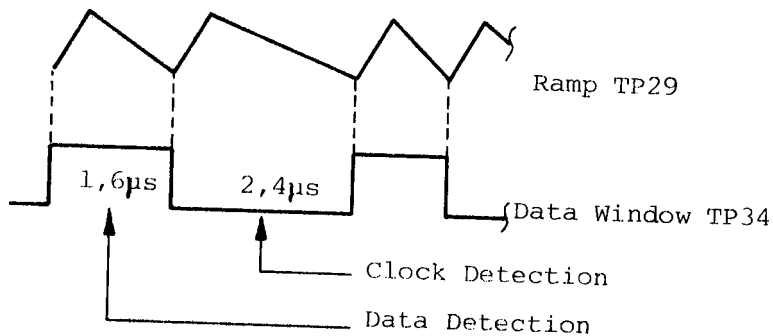 Ramp TP29
1,6µs
2,4µs
Data Window TP34
Clock Detection
Data Detection